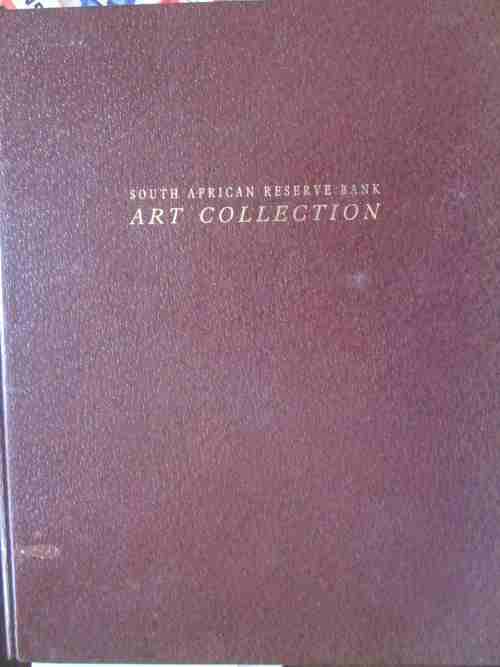 SOUTH AFRICAN RESERVE BANK
ART COLLECTION